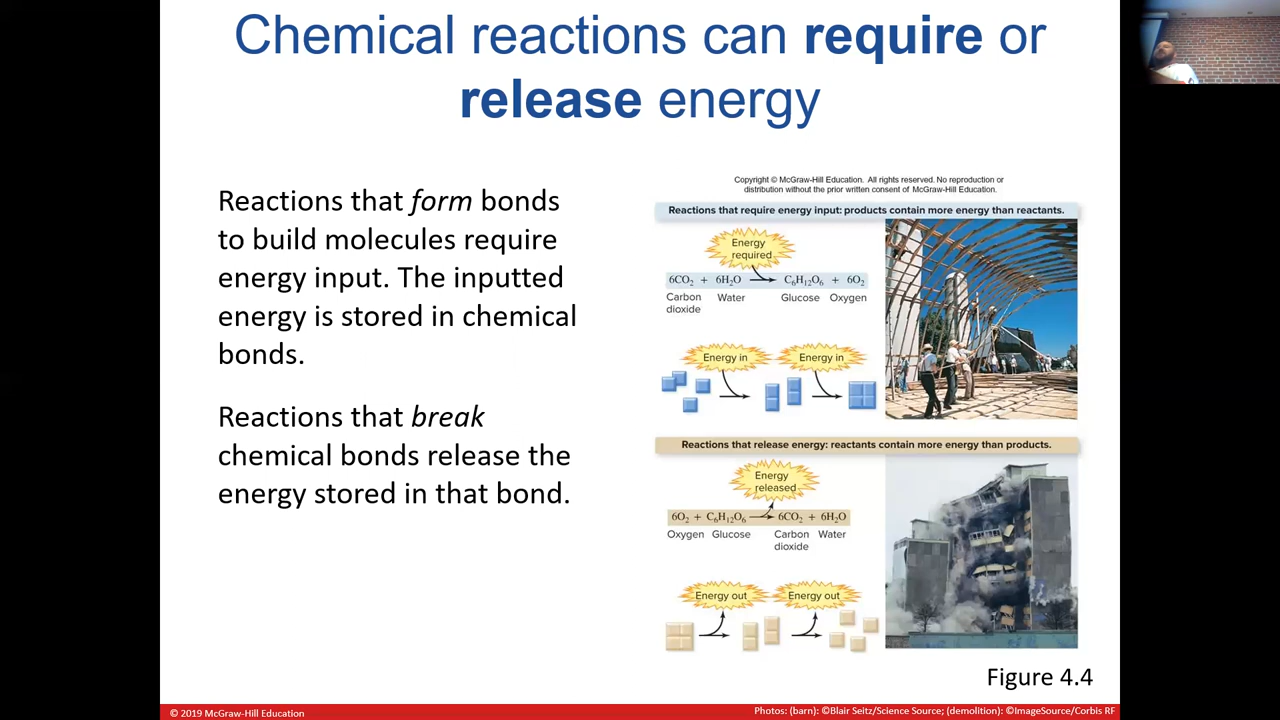 Chemical reactions can require or
release energy
Reactions that form bonds
to build molecules require
energy input. The inputted
energy is stored in chemical
bonds.
Reactions that break
chemical bonds release the
energy stored in that bond.
Copyright © McGraw-Hill Education. All rights reserved. No reproduction or
distribution without the prior written consent of McGraw-Hill Education.
Reactions that require energy input: products contain more energy than reactants.
Energy
required
6CO₂ + 6H₂O C₆H₁₂O₆ + 6O₂
Carbon
dioxide
Water
Glucose
Oxygen
Energy in
Energy in
Reactions that release energy: reactants contain more energy than products.
Energy
released
6O₂ + C₆H₁₂O₆ 6CO₂ + 6H₂O
Oxygen
Glucose
Carbon
dioxide
Water
Energy out
Energy out
Figure 4.4
© 2019 McGraw-Hill Education
Photos: (barn): ©Blair Seitz/Science Source; (demolition): ©ImageSource/Corbis RF